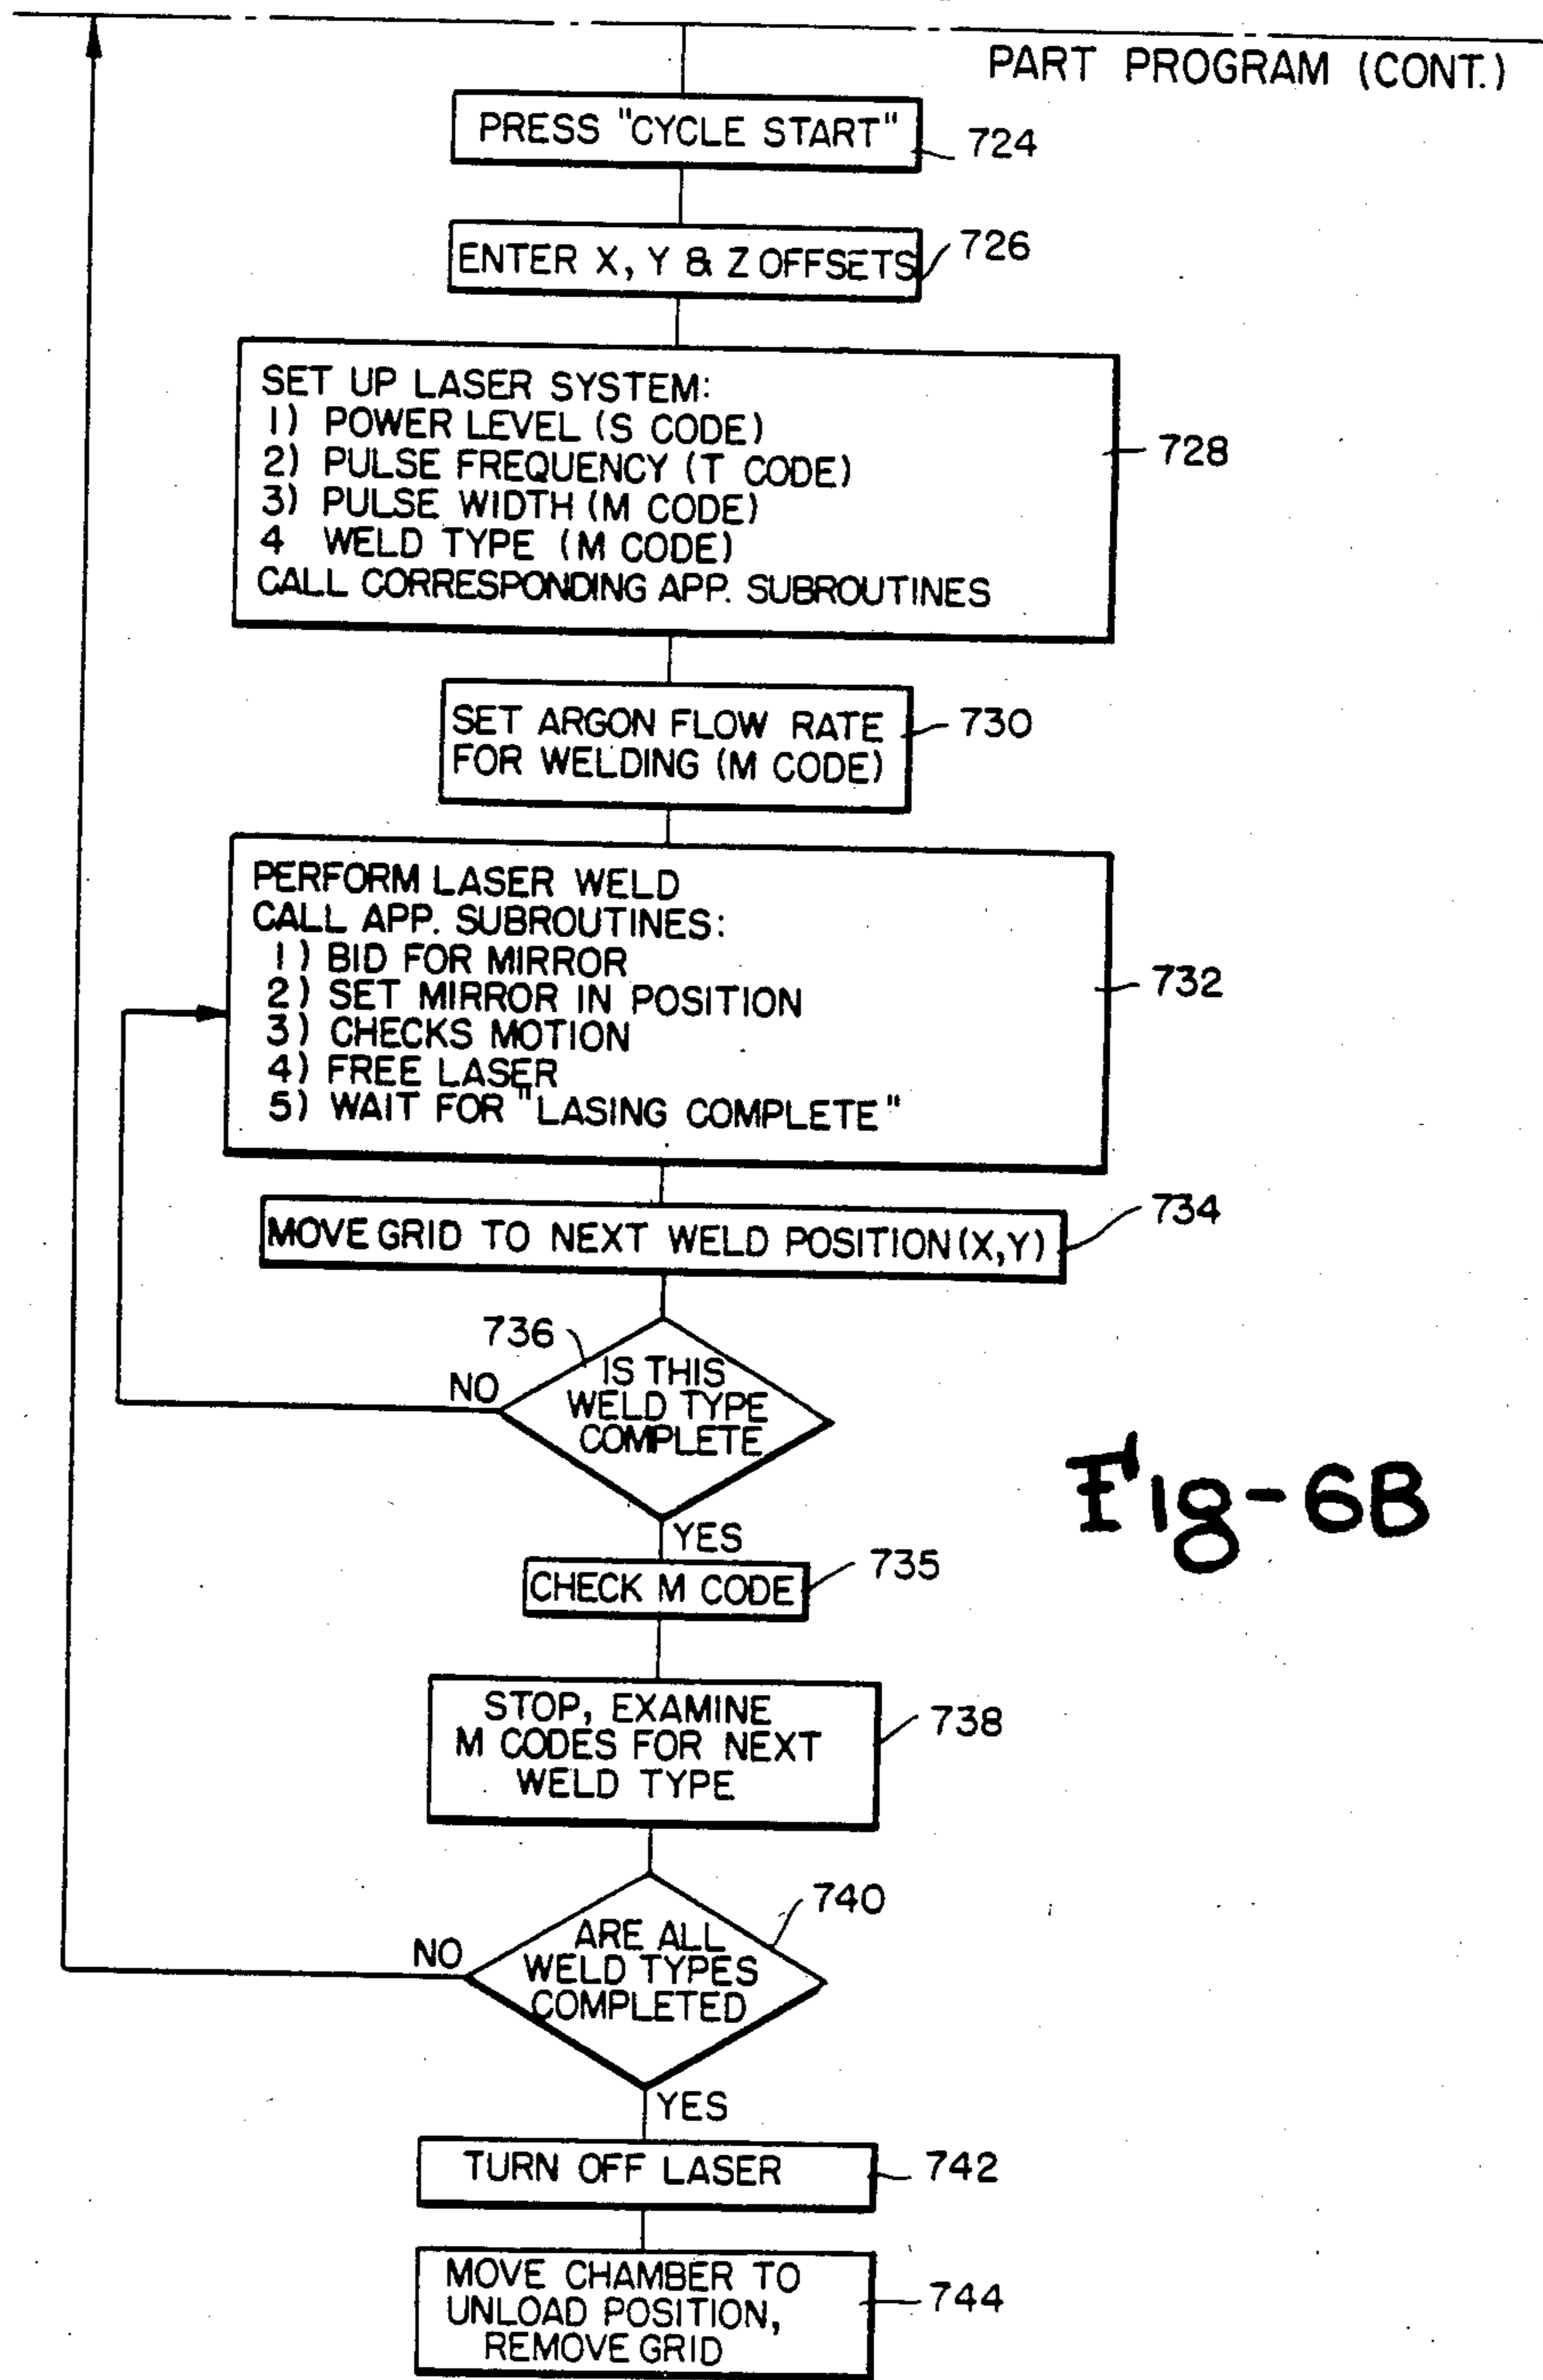 PART PROGRAM (CONT.)
PRESS "CYCLE START"
724
ENTER X, Y & Z OFFSETS
726
SET UP LASER SYSTEM:
1) POWER LEVEL (S CODE)
2) PULSE FREQUENCY (T CODE)
3) PULSE WIDTH (M CODE)
4 WELD TYPE (M CODE)
CALL CORRESPONDING APP. SUBROUTINES
728
SET ARGON FLOW RATE
FOR WELDING (M CODE)
730
PERFORM LASER WELD
CALL APP. SUBROUTINES:
1) BID FOR MIRROR
2) SET MIRROR IN POSITION
3) CHECKS MOTION
4) FREE LASER
5) WAIT FOR "LASING COMPLETE"
732
MOVE GRID TO NEXT WELD POSITION (X,Y)
734
736
IS THIS
WELD TYPE
COMPLETE
NO
YES
Fig-6B
CHECK M CODE
735
STOP, EXAMINE
M CODES FOR NEXT
WELD TYPE
738
740
ARE ALL
WELD TYPES
COMPLETED
NO
YES
TURN OFF LASER
742
MOVE CHAMBER TO
UNLOAD POSITION,
REMOVE GRID
744